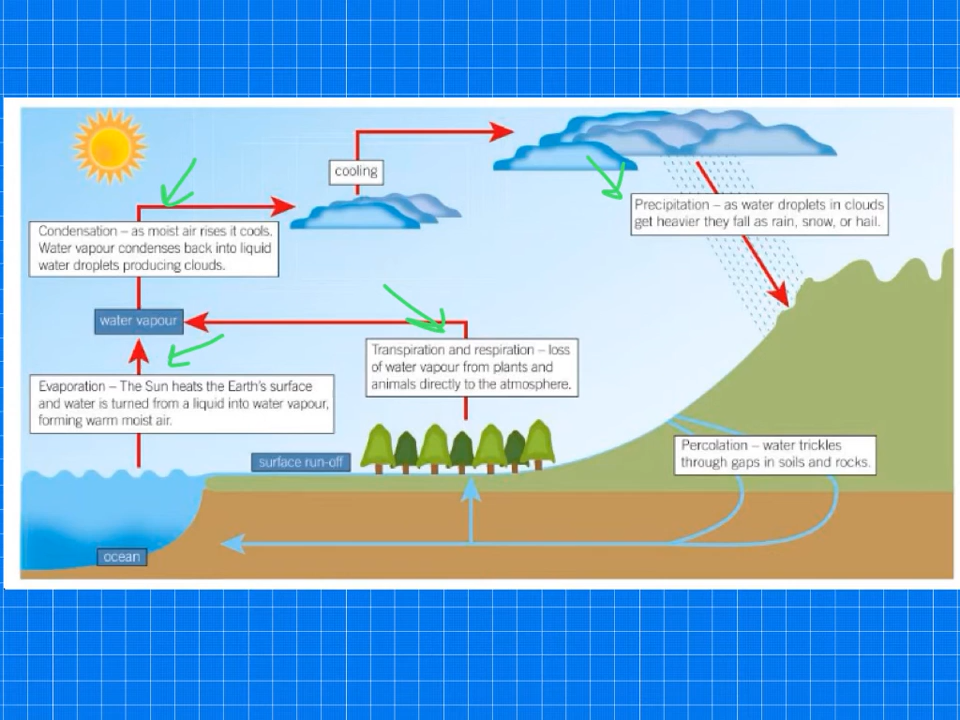 cooling
Precipitation – as water droplets in clouds
get heavier they fall as rain, snow, or hail.
Condensation – as moist air rises it cools.
Water vapour condenses back into liquid
water droplets producing clouds.
water vapour
Transpiration and respiration – loss
of water vapour from plants and
animals directly to the atmosphere.
Evaporation – The Sun heats the Earth's surface
and water is turned from a liquid into water vapour,
forming warm moist air.
Percolation – water trickles
through gaps in soils and rocks.
surface run-off
ocean